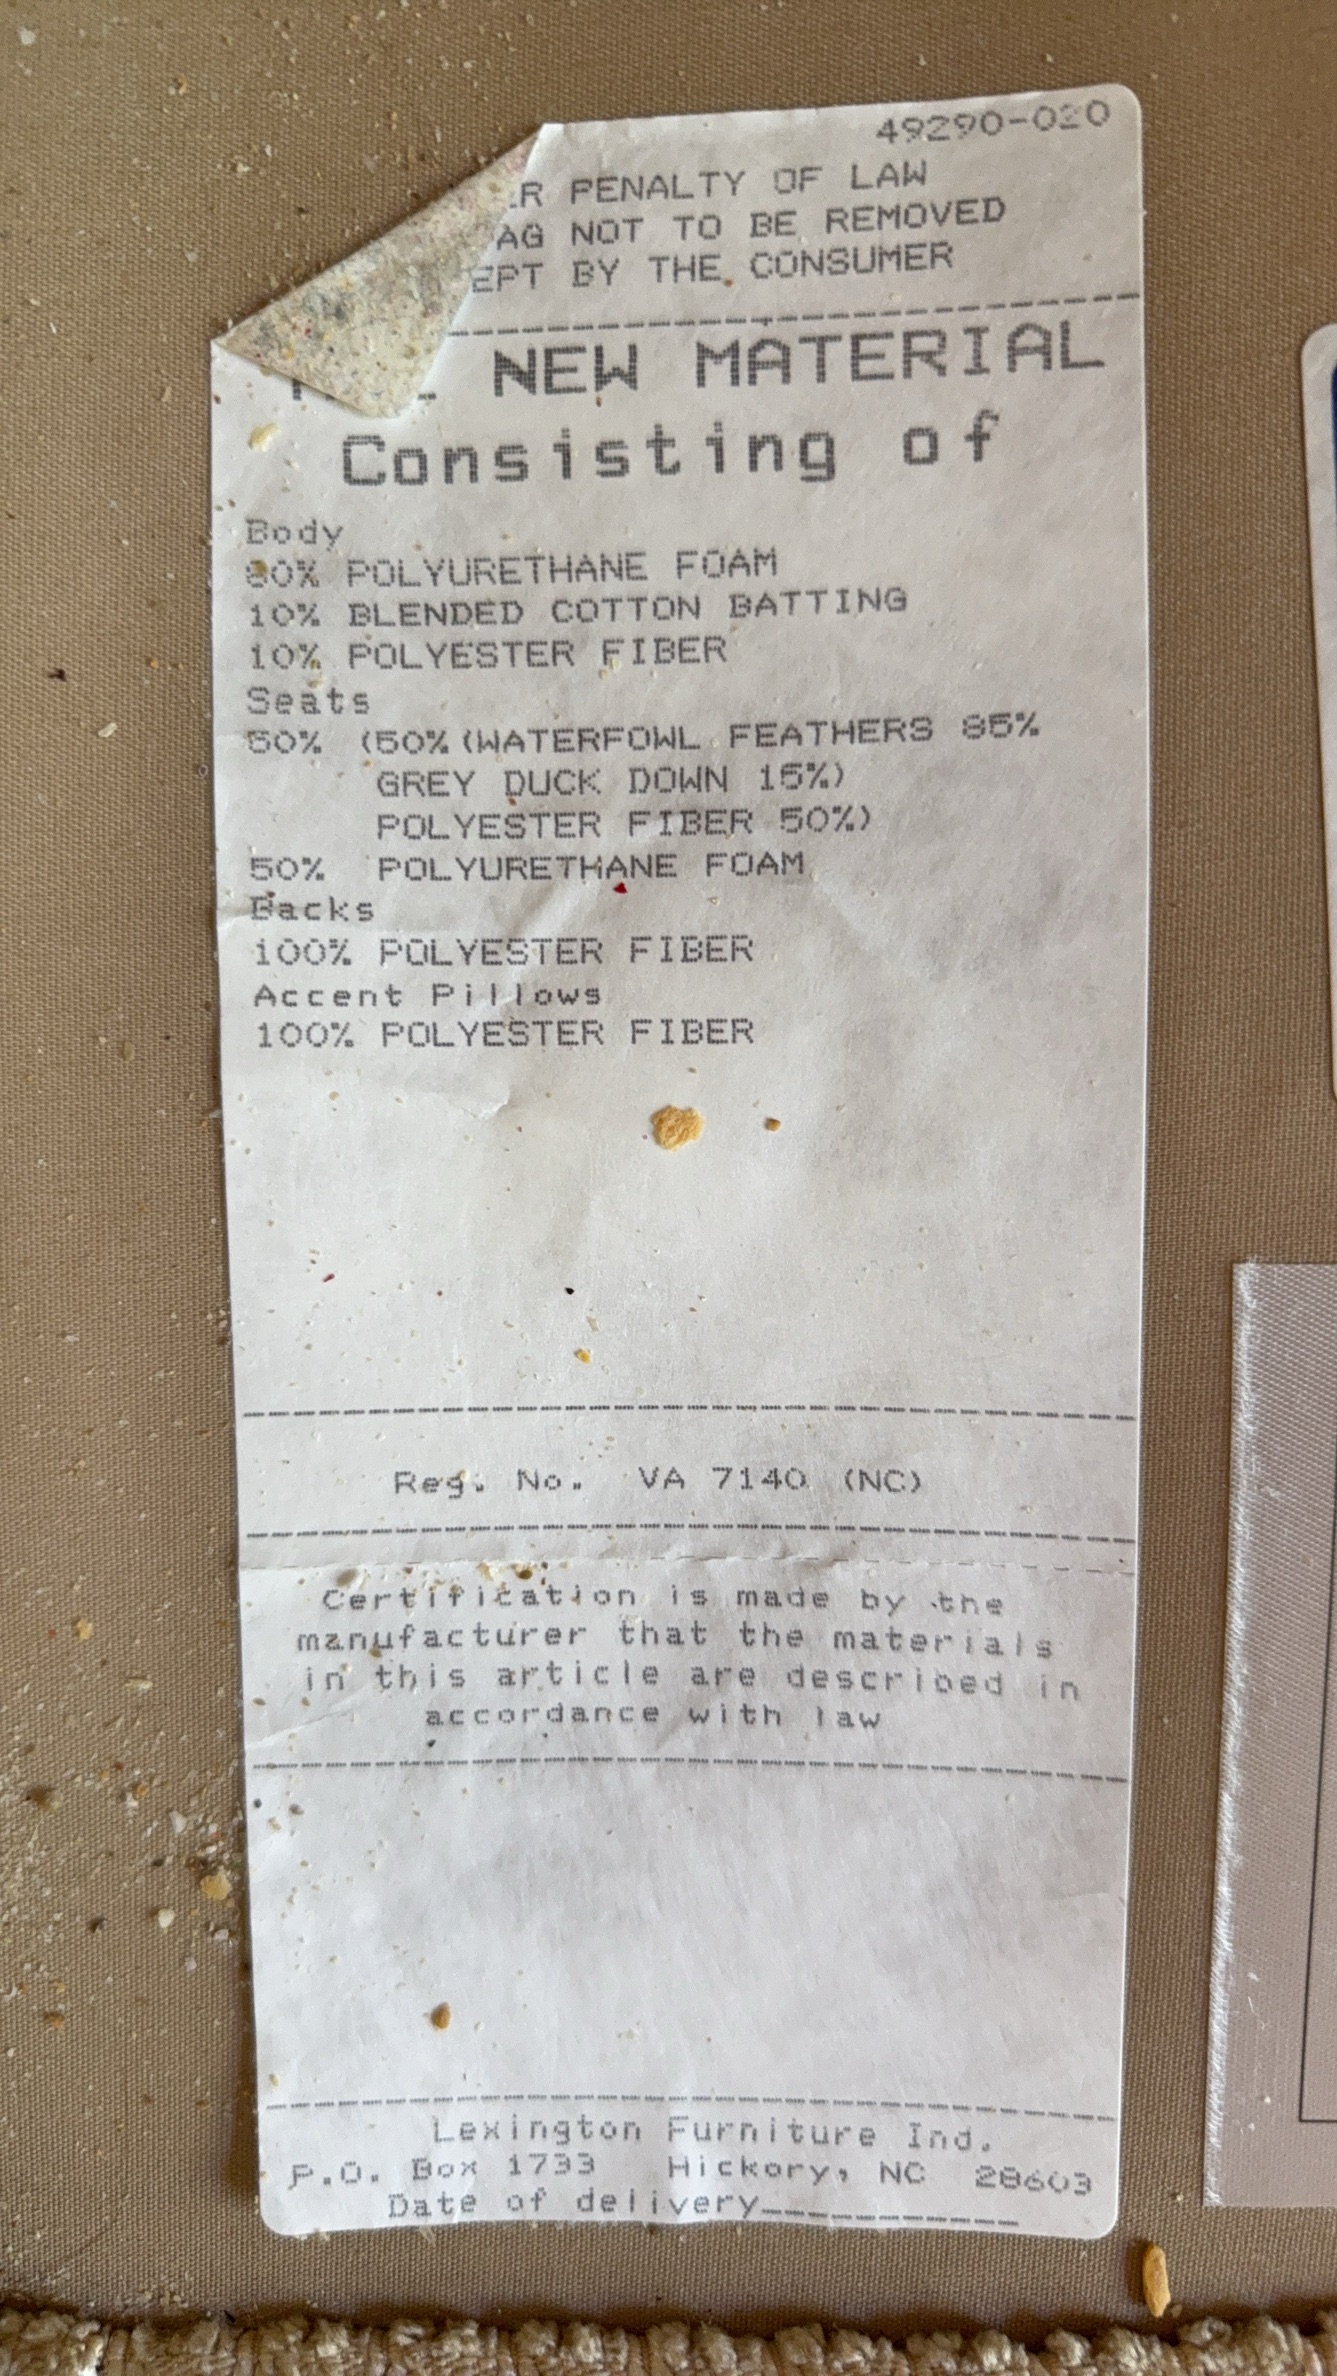 49290-020
ER PENALTY OF LAW
AG NOT TO BE REMOVED
EPT BY THE CONSUMER
NEW MATERIAL
Consisting of
Body
80% POLYURETHANE FOAM
10% BLENDED COTTON BATTING
10% POLYESTER FIBER
Seats
50% (50%(WATERFOWL FEATHERS 85%
GREY DUCK DOWN 15%)
POLYESTER FIBER 50%)
50% POLYURETHANE FOAM
Backs
100% POLYESTER FIBER
Accent Pillows
100% POLYESTER FIBER
Reg. No. VA 7140 (NC)
Certification is made by the
manufacturer that the materials
in this article are described in
accordance with law
Lexington Furniture Ind.
P.O. Box 1733 Hickory, NC 28603
Date of delivery